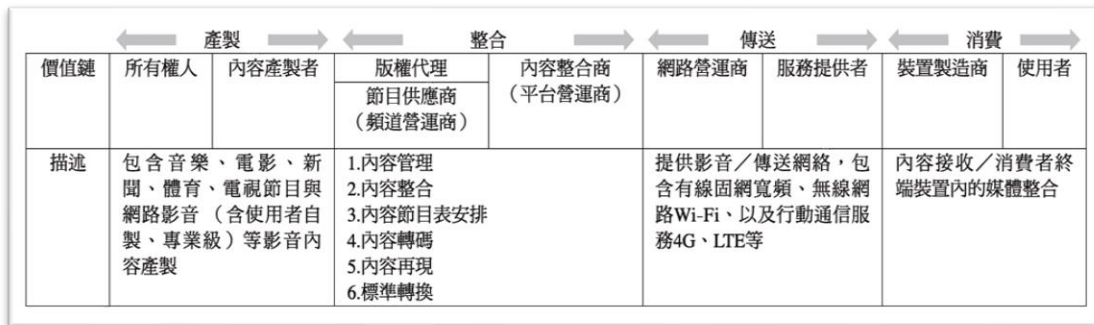 產製 整合 傳送 消費
價值鏈 所有權人 內容產製者 版權代理 內容整合商 網路營運商 服務提供者 裝置製造商 使用者
節目供應商 （平台營運商）
（頻道營運商）
描述 包含音樂、電影、新 1.內容管理 提供影音／傳送網絡，包 內容接收／消費者終
聞、體育、電視節目與 2.內容整合 含有線固網寬頻、無線網 端裝置內的媒體整合
網路影音（含使用者自 3.內容節目表安排 路Wi-Fi、以及行動通信服
製、專業級）等影音內 4.內容轉碼 務4G、LTE等
容產製 5.內容再現
6.標準轉換